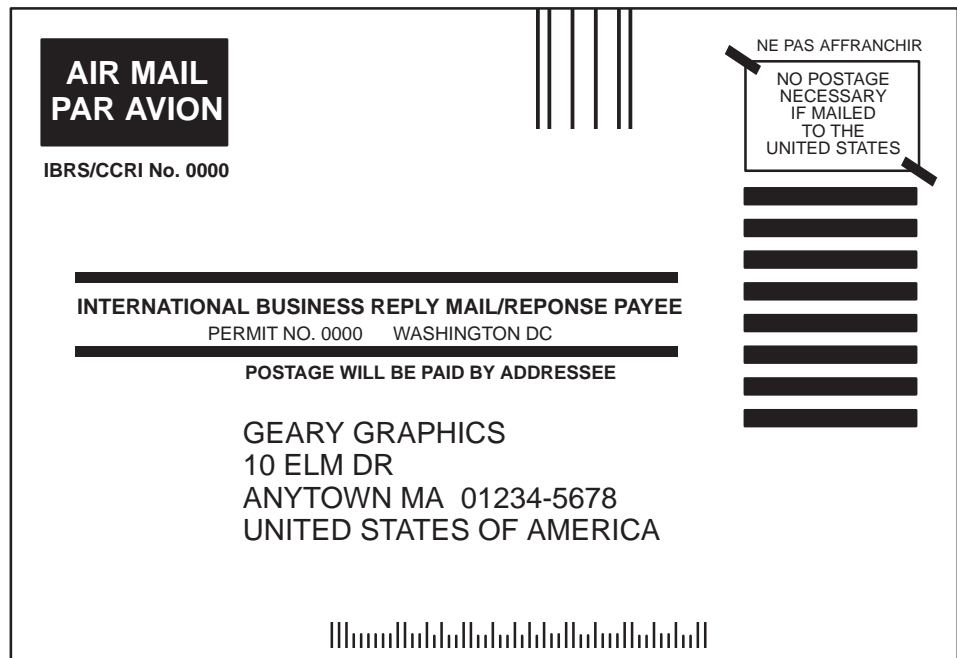 AIR MAIL
PAR AVION
IBRS/CCRI No. 0000
NE PAS AFFRANCHIR
NO POSTAGE
NECESSARY
IF MAILED
TO THE
UNITED STATES
INTERNATIONAL BUSINESS REPLY MAIL/REPONSE PAYEE
PERMIT NO. 0000 WASHINGTON DC
POSTAGE WILL BE PAID BY ADDRESSEE
GEARY GRAPHICS
10 ELM DR
ANYTOWN MA 01234-5678
UNITED STATES OF AMERICA